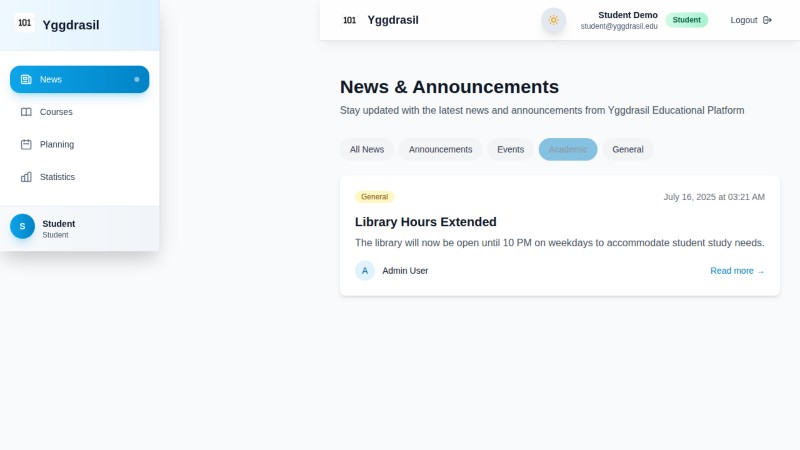 101 Yggdrasil
News
Courses
Planning
Statistics
S Student
Student
101 Yggdrasil
Student Demo
student@yggdrasil.edu
Student
Logout
News & Announcements
Stay updated with the latest news and announcements from Yggdrasil Educational Platform
All News Announcements Events Academic General
General July 16, 2025 at 03:21 AM
Library Hours Extended
The library will now be open until 10 PM on weekdays to accommodate student study needs.
A Admin User Read more →